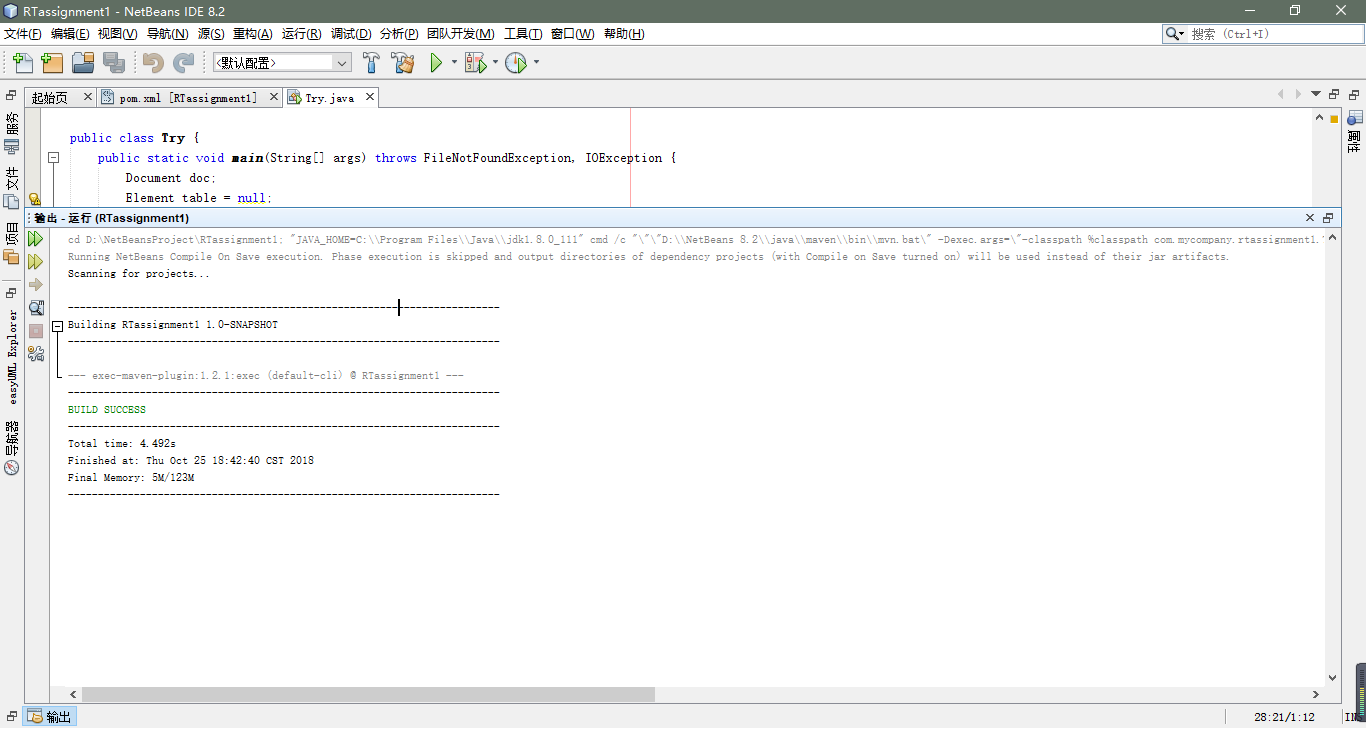 RTassignment1 - NetBeans IDE 8.2
文件(F) 编辑(E) 视图(V) 导航(N) 源(S) 重构(A) 运行(R) 调试(D) 分析(P) 团队开发(M) 工具(T) 窗口(W) 帮助(H)
搜索 (Ctrl+I)
<默认配置>
起始页 pom.xml [RTassignment1] Try.java
服务
文件
项目
easyUML Explorer
导航器
属性
public class Try {
public static void main(String[] args) throws FileNotFoundException, IOException {
Document doc;
Element table = null;
输出 - 运行 (RTassignment1)
cd D:\NetBeansProject\RTassignment1; "JAVA_HOME=C:\\Program Files\\Java\\jdk1.8.0_111" cmd /c "\"\"D:\\NetBeans 8.2\\java\\maven\\bin\\mvn.bat\" -Dexec.args=\"-classpath %classpath com.mycompany.rtassignment1.
Running NetBeans Compile On Save execution. Phase execution is skipped and output directories of dependency projects (with Compile on Save turned on) will be used instead of their jar artifacts.
Scanning for projects...
------------------------------------------------------------------------
Building RTassignment1 1.0-SNAPSHOT
------------------------------------------------------------------------
--- exec-maven-plugin:1.2.1:exec (default-cli) @ RTassignment1 ---
------------------------------------------------------------------------
BUILD SUCCESS
------------------------------------------------------------------------
Total time: 4.492s
Finished at: Thu Oct 25 18:42:40 CST 2018
Final Memory: 5M/123M
------------------------------------------------------------------------
输出
28:21/1:12